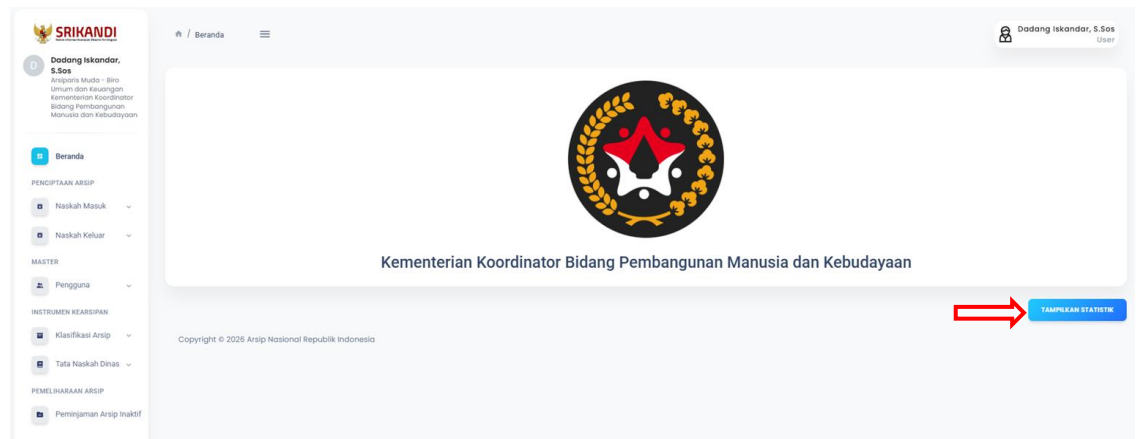 SRIKANDI
Beranda
Dadang Iskandar, S.Sos
User
D
Dadang Iskandar,
S.Sos
Arsiparis Muda - Biro
Umum dan Keuangan
Kementerian Koordinator
Bidang Pembangunan
Manusia dan Kebudayaan
Beranda
PENCIPTAAN ARSIP
Naskah Masuk
Naskah Keluar
MASTER
Pengguna
INSTRUMEN KEARSIPAN
Klasifikasi Arsip
Tata Naskah Dinas
PEMELIHARAAN ARSIP
Peminjaman Arsip Inaktif
Kementerian Koordinator Bidang Pembangunan Manusia dan Kebudayaan
TAMPILKAN STATISTIK
Copyright © 2026 Arsip Nasional Republik Indonesia